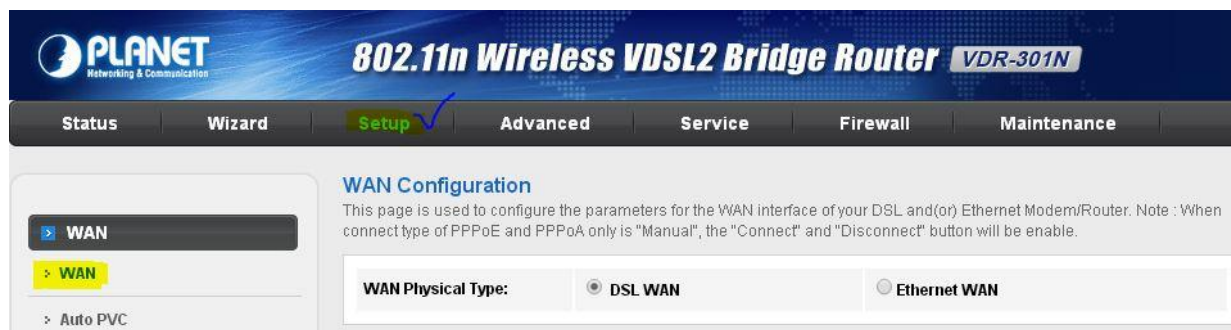 PLANET
Networking & Communication
802.11n Wireless VDSL2 Bridge Router VDR-301N
Status Wizard Setup Advanced Service Firewall Maintenance
WAN Configuration
This page is used to configure the parameters for the WAN interface of your DSL and(or) Ethernet Modem/Router. Note : When
connect type of PPPoE and PPPoA only is "Manual", the "Connect" and "Disconnect" button will be enable.
WAN
WAN
WAN Physical Type: DSL WAN Ethernet WAN
Auto PVC